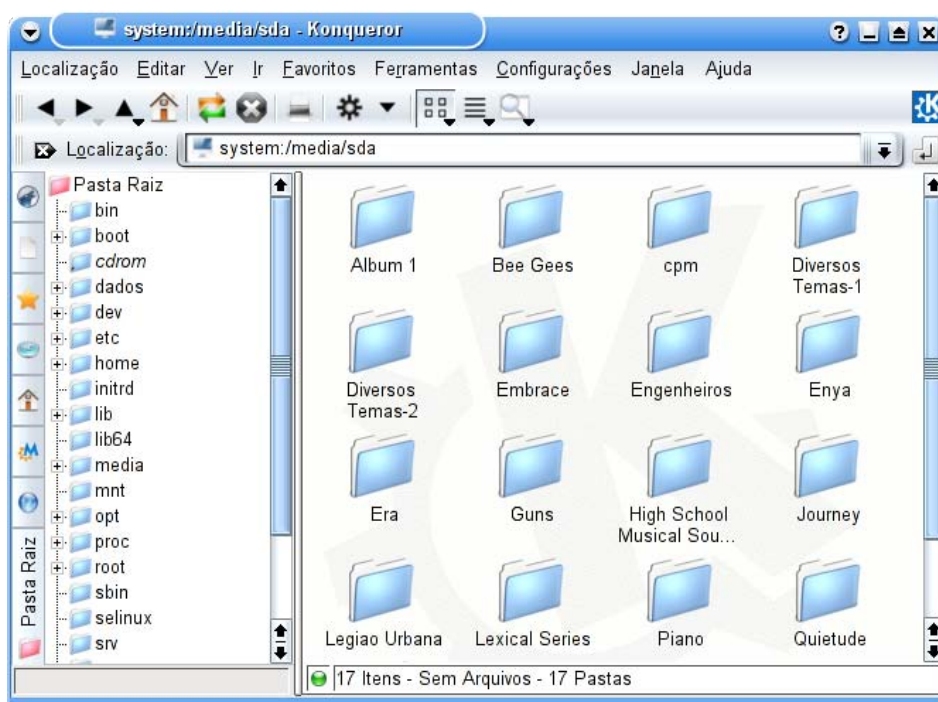 system:/media/sda - Konqueror
Localização Editar Ver Ir Favoritos Ferramentas Configurações Janela Ajuda
Localização: system:/media/sda
Pasta Raiz
bin
boot
cdrom
dados
dev
etc
home
initrd
lib
lib64
media
mnt
opt
proc
root
sbin
selinux
srv
Pasta Raiz
Album 1
Bee Gees
cpm
Diversos
Temas-1
Diversos
Temas-2
Embrace
Engenheiros
Enya
Era
Guns
High School
Musical Sou...
Journey
Legiao Urbana
Lexical Series
Piano
Quietude
17 Itens - Sem Arquivos - 17 Pastas